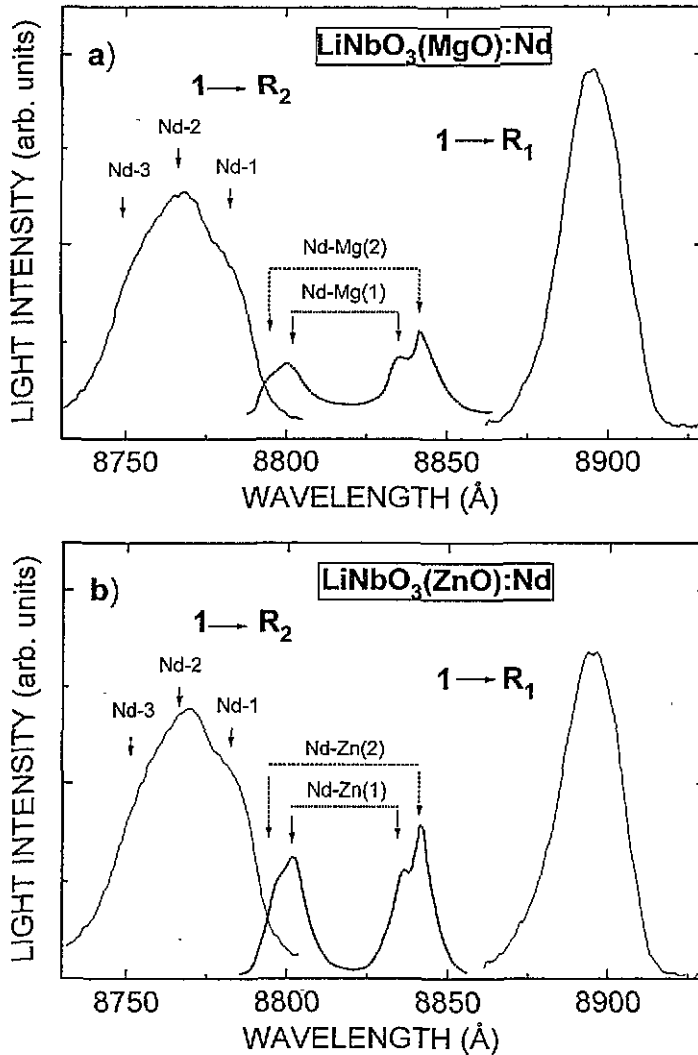 a)
LiNbO₃(MgO):Nd
1 → R₂
1 → R₁
Nd-3
Nd-2
Nd-1
Nd-Mg(2)
Nd-Mg(1)
LIGHT INTENSITY (arb. units)
8750 8800 8850 8900
WAVELENGTH (Å)
b)
LiNbO₃(ZnO):Nd
1 → R₂
1 → R₁
Nd-3
Nd-2
Nd-1
Nd-Zn(2)
Nd-Zn(1)
LIGHT INTENSITY (arb. units)
8750 8800 8850 8900
WAVELENGTH (Å)